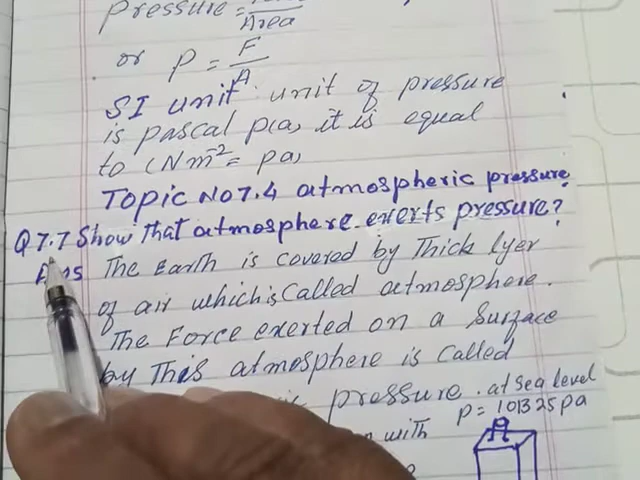 Pressure =
Area
or P = F
A
SI unit. unit of pressure
is pascal p(a, it is equal
to (Nm⁻² = pa,
Topic No 7.4 atmospheric pressure
Q 7.7 Show that atmosphere exerts pressure?
Ans The Earth is covered by Thick lyer
of air which is called atmosphere.
The Force exerted on a surface
by This atmosphere is called
pressure. at sea level
P = 101325 pa
with